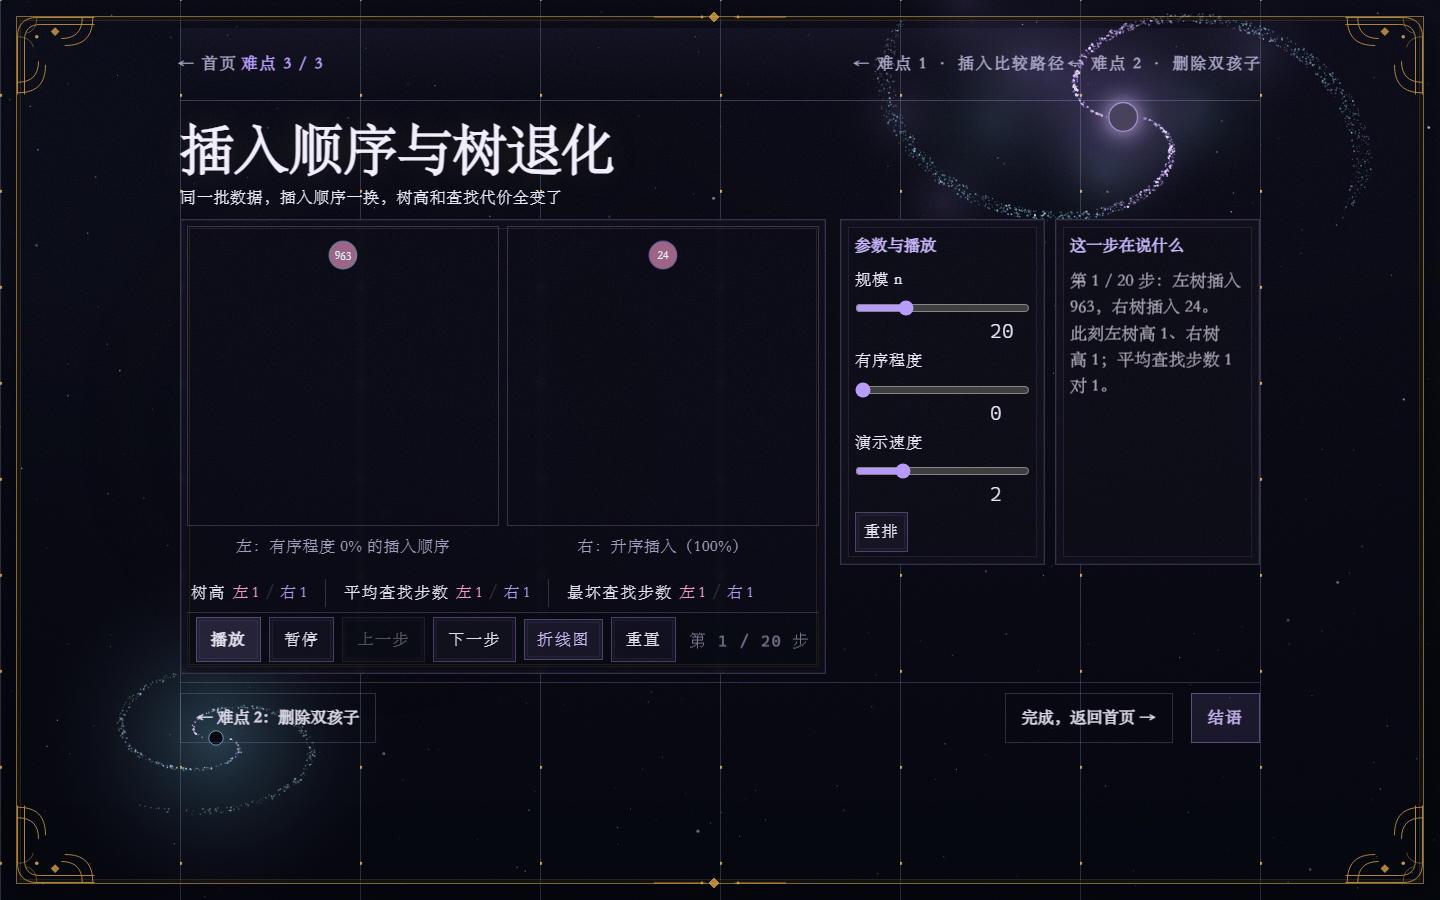 ← 首页 难点 3 / 3
← 难点 1 · 插入比较路径 ← 难点 2 · 删除双孩子
插入顺序与树退化
同一批数据，插入顺序一换，树高和查找代价全变了
963
24
左：有序程度 0% 的插入顺序
右：升序插入（100%）
树高 左 1 / 右 1
平均查找步数 左 1 / 右 1
最坏查找步数 左 1 / 右 1
播放 暂停 上一步 下一步 折线图 重置 第 1 / 20 步
参数与播放
规模 n
20
有序程度
0
演示速度
2
重排
这一步在说什么
第 1 / 20 步：左树插入
963，右树插入 24。
此刻左树高 1、右树
高 1；平均查找步数 1
对 1。
← 难点 2：删除双孩子
完成，返回首页 →
结语